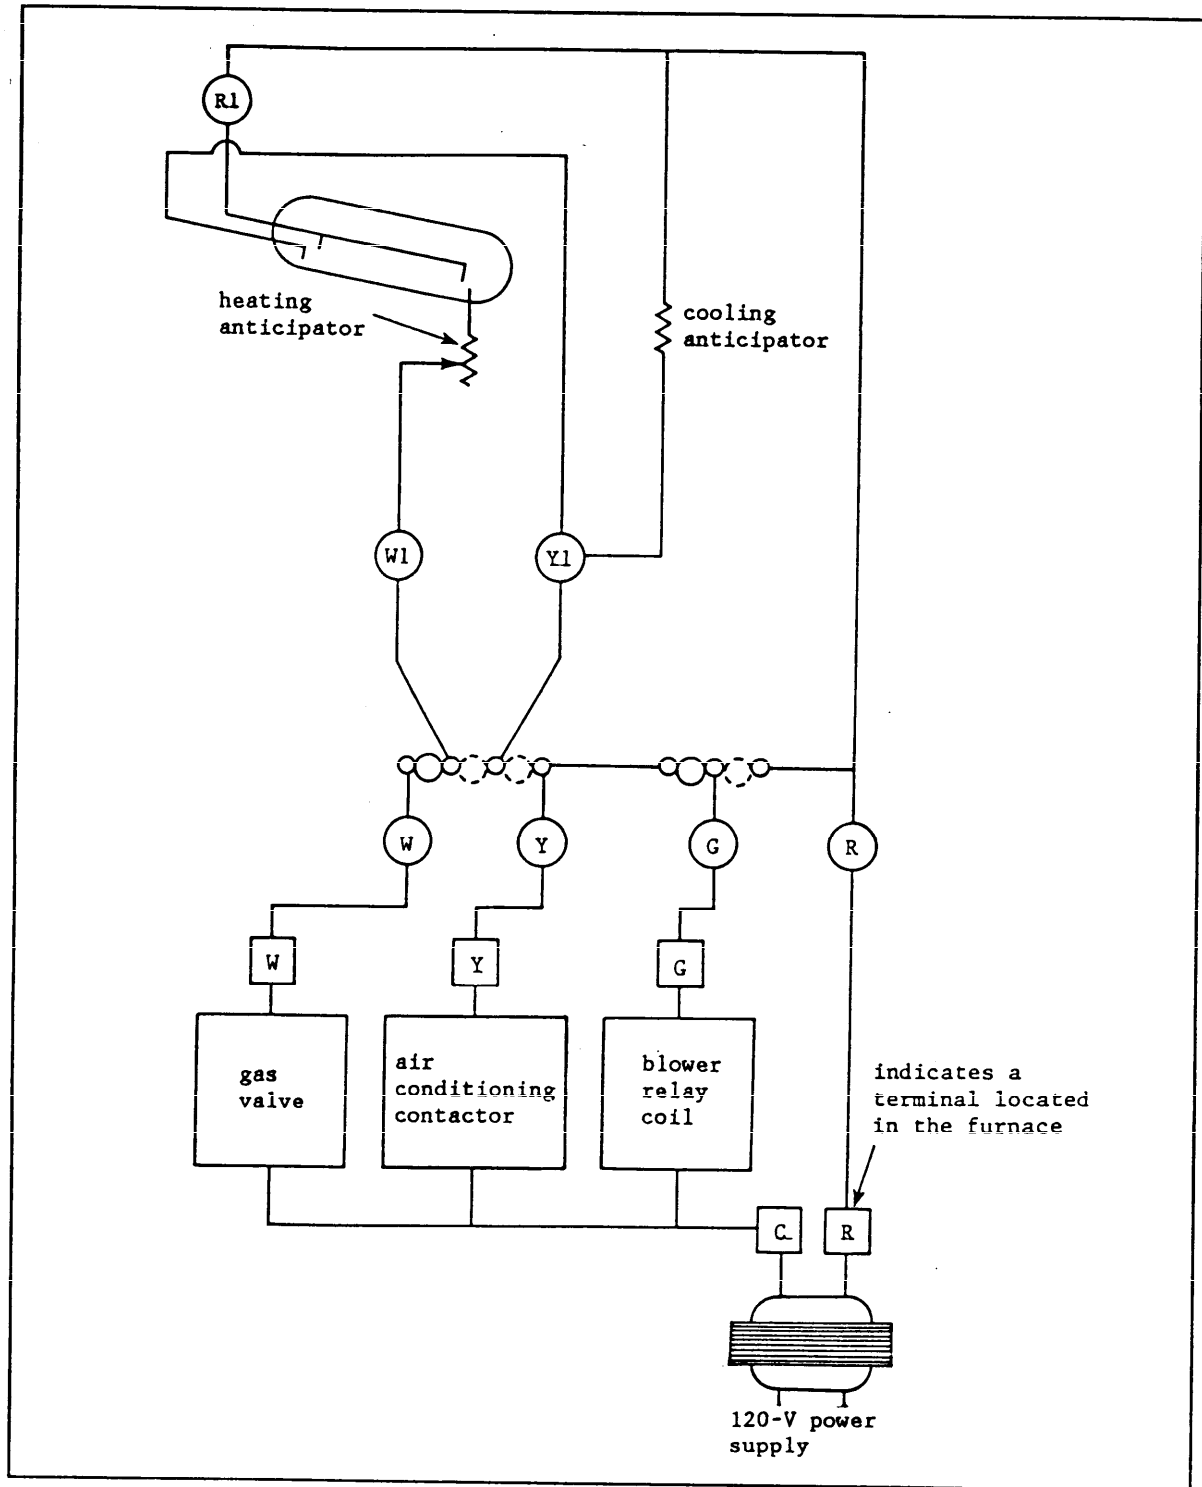 R1
heating
anticipator
cooling
anticipator
W1
Y1
W
Y
G
R
W
Y
G
gas
valve
air
conditioning
contactor
blower
relay
coil
indicates a
terminal located
in the furnace
C
R
120-V power
supply